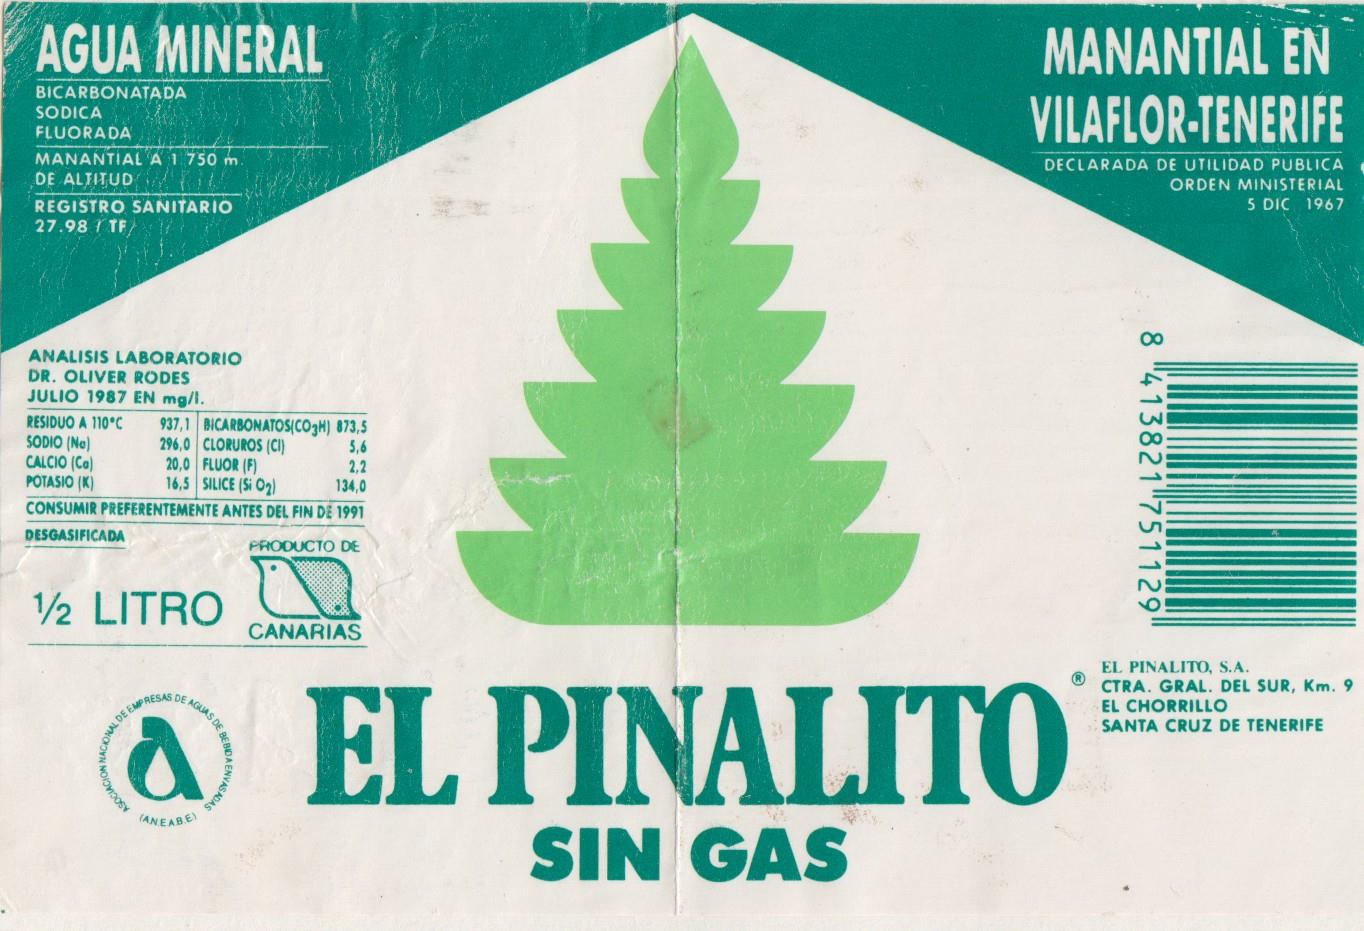 AGUA MINERAL
BICARBONATADA
SODICA
FLUORADA
MANANTIAL A 1 750 m.
DE ALTITUD
REGISTRO SANITARIO
27.98 / TF
MANANTIAL EN
VILAFLOR-TENERIFE
DECLARADA DE UTILIDAD PUBLICA
ORDEN MINISTERIAL
5 DIC 1967
ANALISIS LABORATORIO
DR. OLIVER RODES
JULIO 1987 EN mg/l.
RESIDUO A 110°C 937,1 BICARBONATOS(CO3H) 873,5
SODIO (Na) 296,0 CLORUROS (Cl) 5,6
CALCIO (Ca) 20,0 FLUOR (F) 2,2
POTASIO (K) 16,5 SILICE (Si O2) 134,0
CONSUMIR PREFERENTEMENTE ANTES DEL FIN DE 1991
DESGASIFICADA
1/2 LITRO
PRODUCTO DE
CANARIAS
8 413821 751129
ASOCIACION NACIONAL DE EMPRESAS DE AGUAS DE BEBIDA ENVASADAS
(A.N.E.A.B.E.)
EL PINALITO ®
SIN GAS
EL PINALITO, S.A.
CTRA. GRAL. DEL SUR, Km. 9
EL CHORRILLO
SANTA CRUZ DE TENERIFE